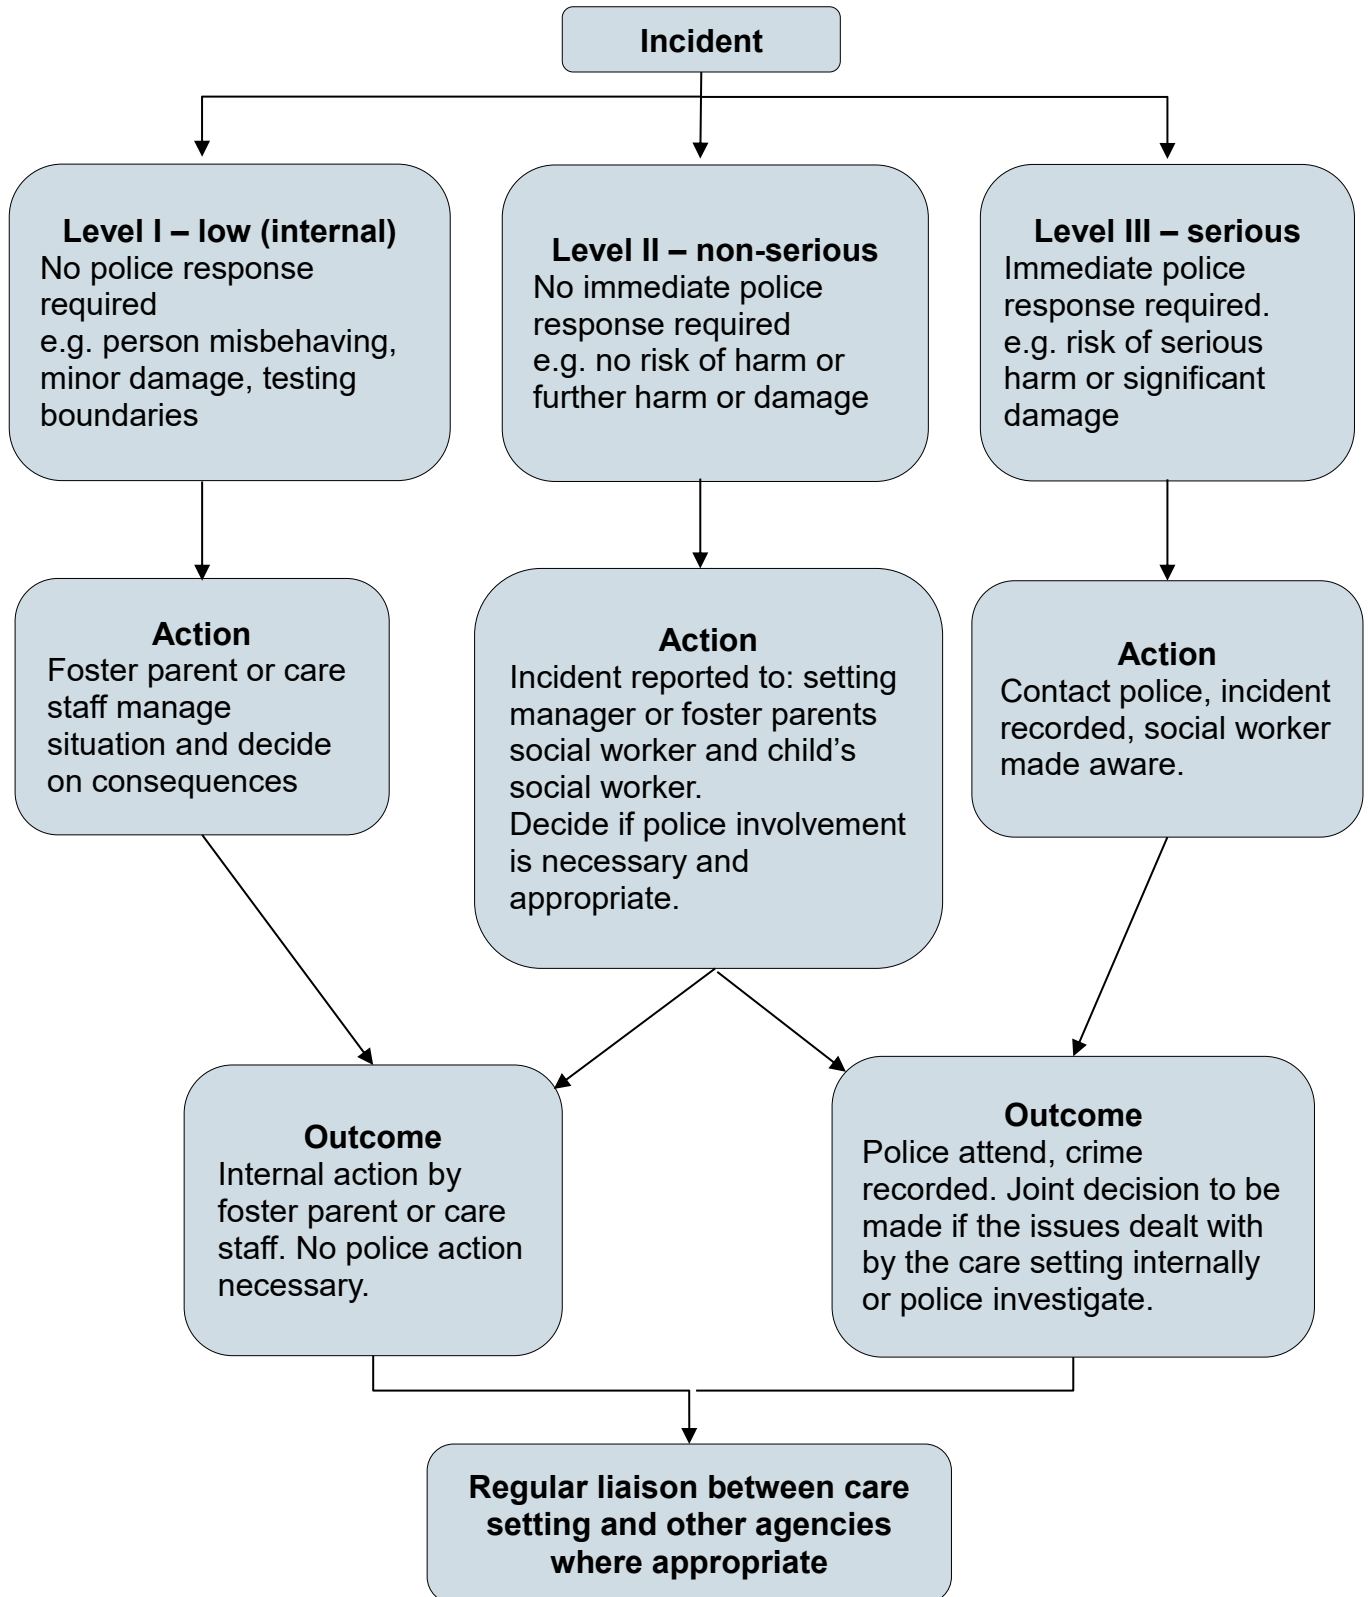 Incident
Level I – low (internal)
No police response
required
e.g. person misbehaving,
minor damage, testing
boundaries
Level II – non-serious
No immediate police
response required
e.g. no risk of harm or
further harm or damage
Level III – serious
Immediate police
response required.
e.g. risk of serious
harm or significant
damage
Action
Foster parent or care
staff manage
situation and decide
on consequences
Action
Incident reported to: setting
manager or foster parents
social worker and child’s
social worker.
Decide if police involvement
is necessary and
appropriate.
Action
Contact police, incident
recorded, social worker
made aware.
Outcome
Internal action by
foster parent or care
staff. No police action
necessary.
Outcome
Police attend, crime
recorded. Joint decision to be
made if the issues dealt with
by the care setting internally
or police investigate.
Regular liaison between care
setting and other agencies
where appropriate